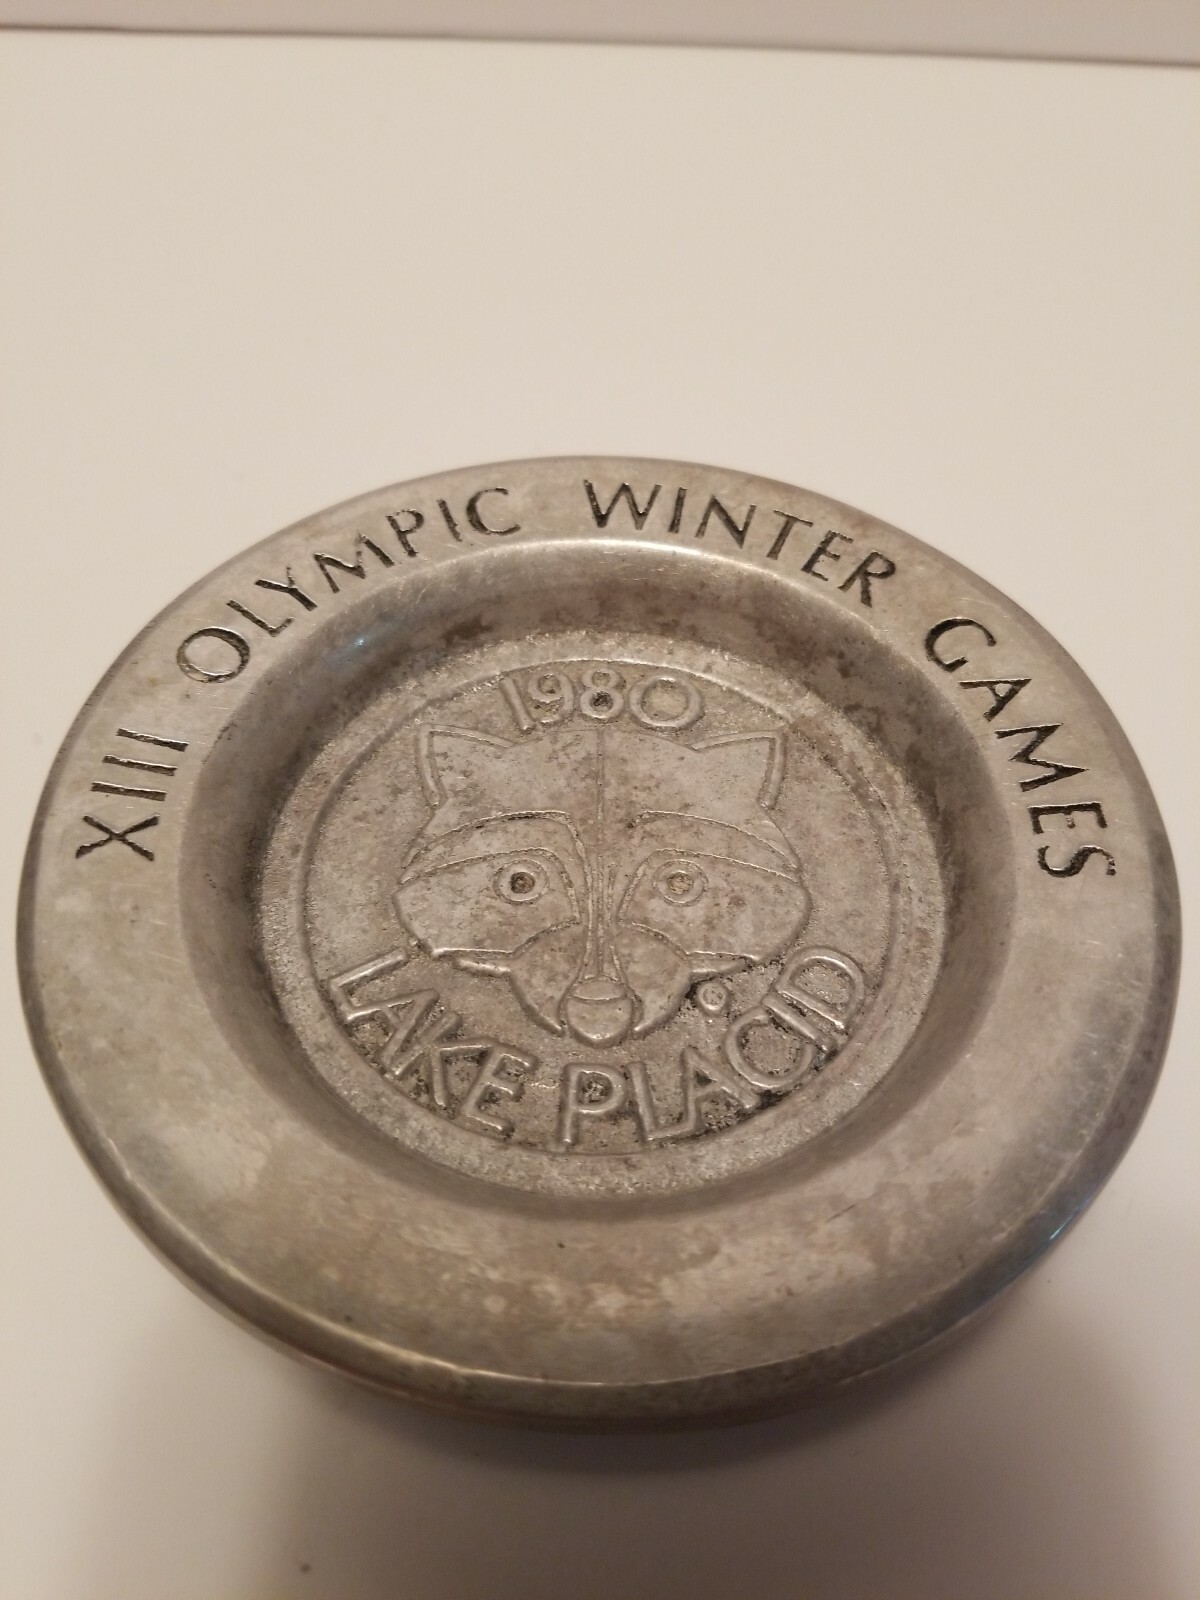 XIII OLYMPIC WINTER GAMES
1980
LAKE PLACID